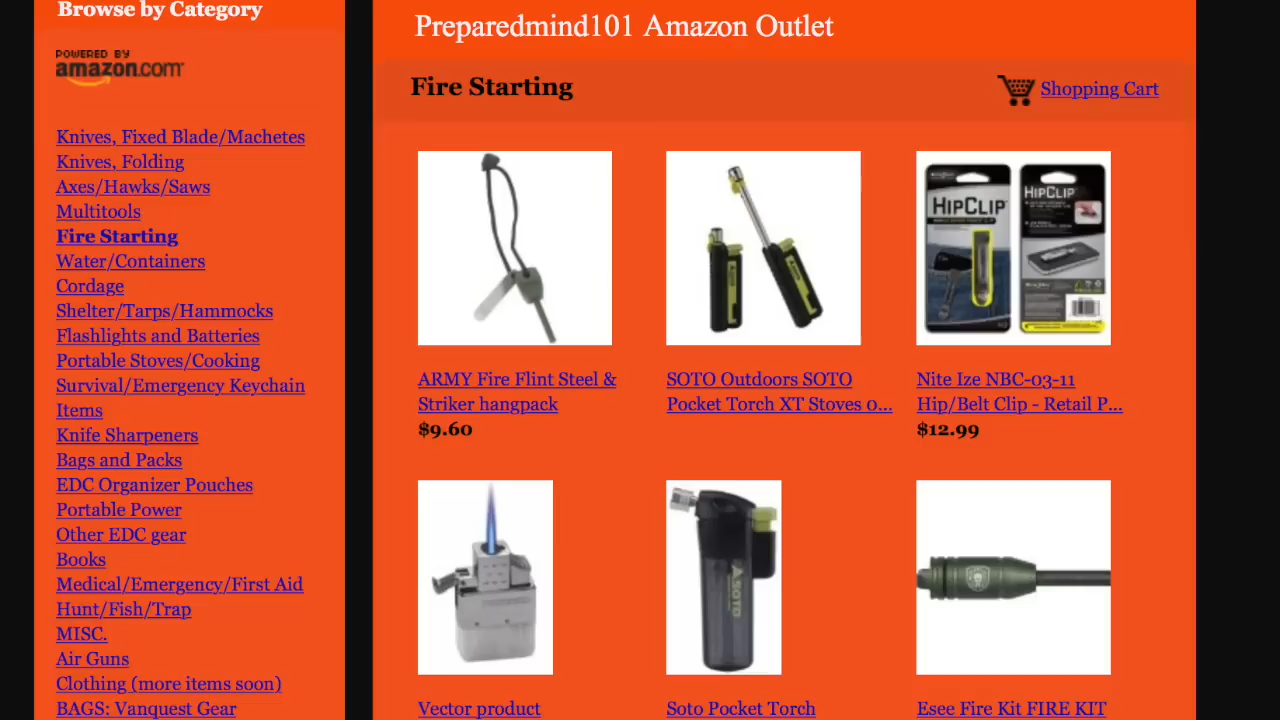 Browse by Category
POWERED BY
amazon.com
Knives, Fixed Blade/Machetes
Knives, Folding
Axes/Hawks/Saws
Multitools
Fire Starting
Water/Containers
Cordage
Shelter/Tarps/Hammocks
Flashlights and Batteries
Portable Stoves/Cooking
Survival/Emergency Keychain
Items
Knife Sharpeners
Bags and Packs
EDC Organizer Pouches
Portable Power
Other EDC gear
Books
Medical/Emergency/First Aid
Hunt/Fish/Trap
MISC.
Air Guns
Clothing (more items soon)
BAGS: Vanquest Gear
Preparedmind101 Amazon Outlet
Fire Starting
Shopping Cart
HIPCLIP
HIPCLIP
ARMY Fire Flint Steel &
Striker hangpack
$9.60
SOTO Outdoors SOTO
Pocket Torch XT Stoves 0...
Nite Ize NBC-03-11
Hip/Belt Clip - Retail P...
$12.99
SOTO
Vector product
Soto Pocket Torch
Esee Fire Kit FIRE KIT